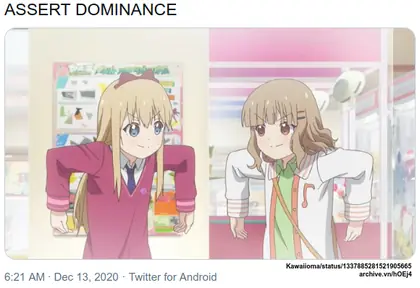 ASSERT DOMINANCE
Kawaiioma/status/1337885281521905665
archive.vn/hOEj4
6:21 AM · Dec 13, 2020 · Twitter for Android